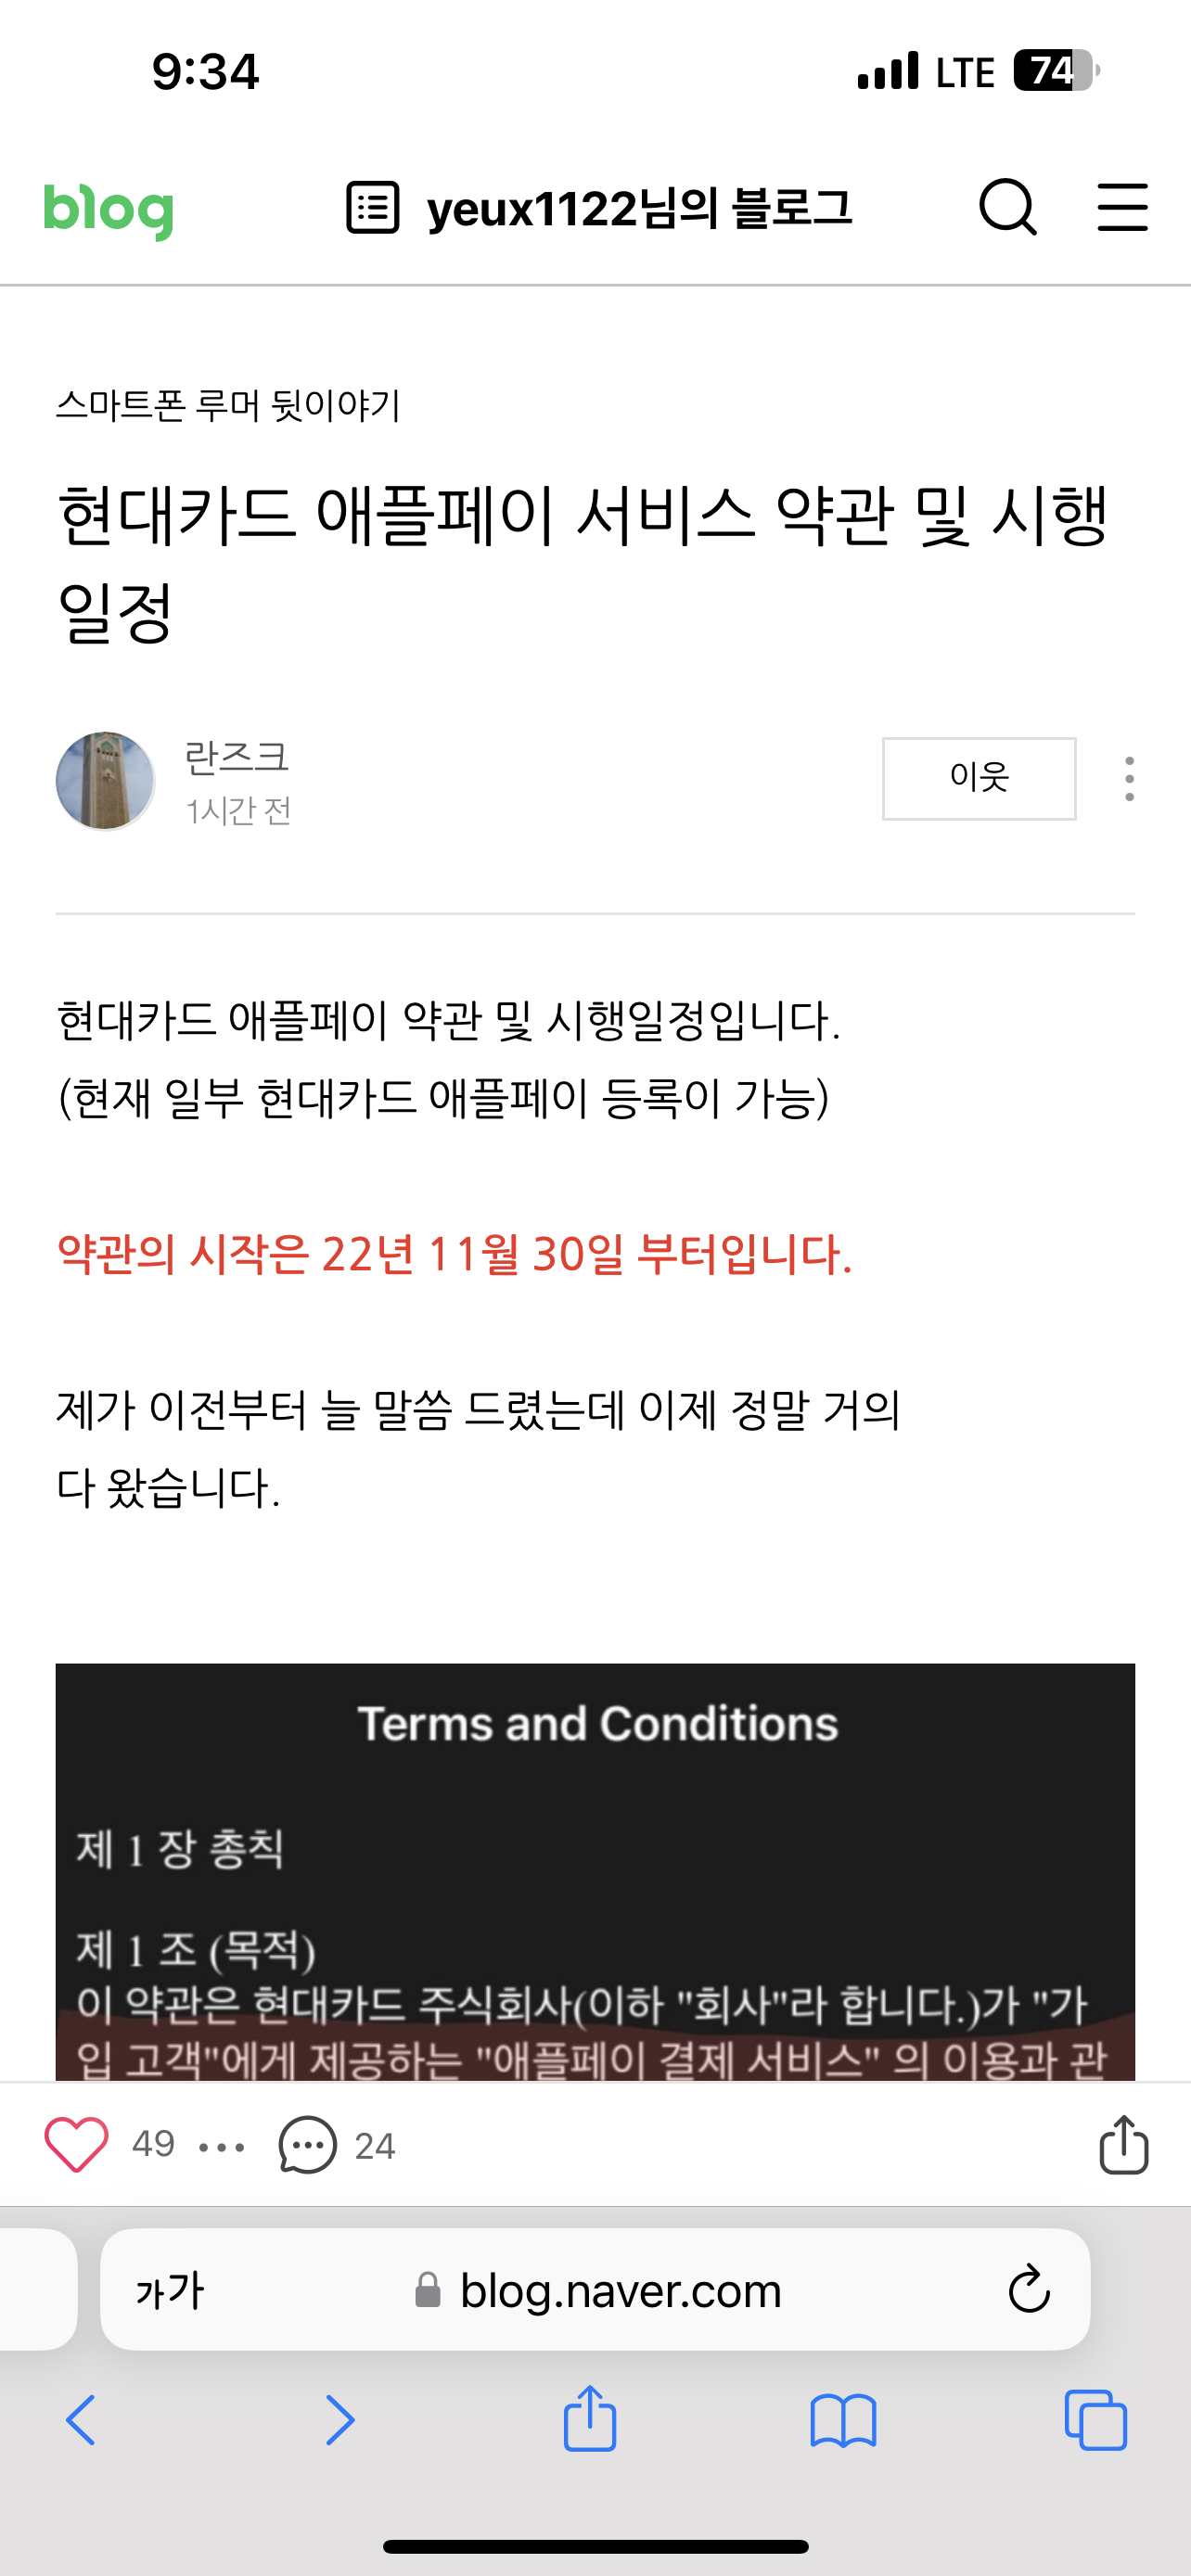 9:34
LTE 74
blog
yeux1122님의 블로그
스마트폰 루머 뒷이야기
현대카드 애플페이 서비스 약관 및 시행
일정
란즈크
1시간 전
이웃
현대카드 애플페이 약관 및 시행일정입니다.
(현재 일부 현대카드 애플페이 등록이 가능)
약관의 시작은 22년 11월 30일 부터입니다.
제가 이전부터 늘 말씀 드렸는데 이제 정말 거의
다 왔습니다.
Terms and Conditions
제 1 장 총칙
제 1 조 (목적)
이 약관은 현대카드 주식회사(이하 "회사"라 합니다.)가 "가
입 고객"에게 제공하는 "애플페이 결제 서비스" 의 이용과 관
49
24
가가
blog.naver.com